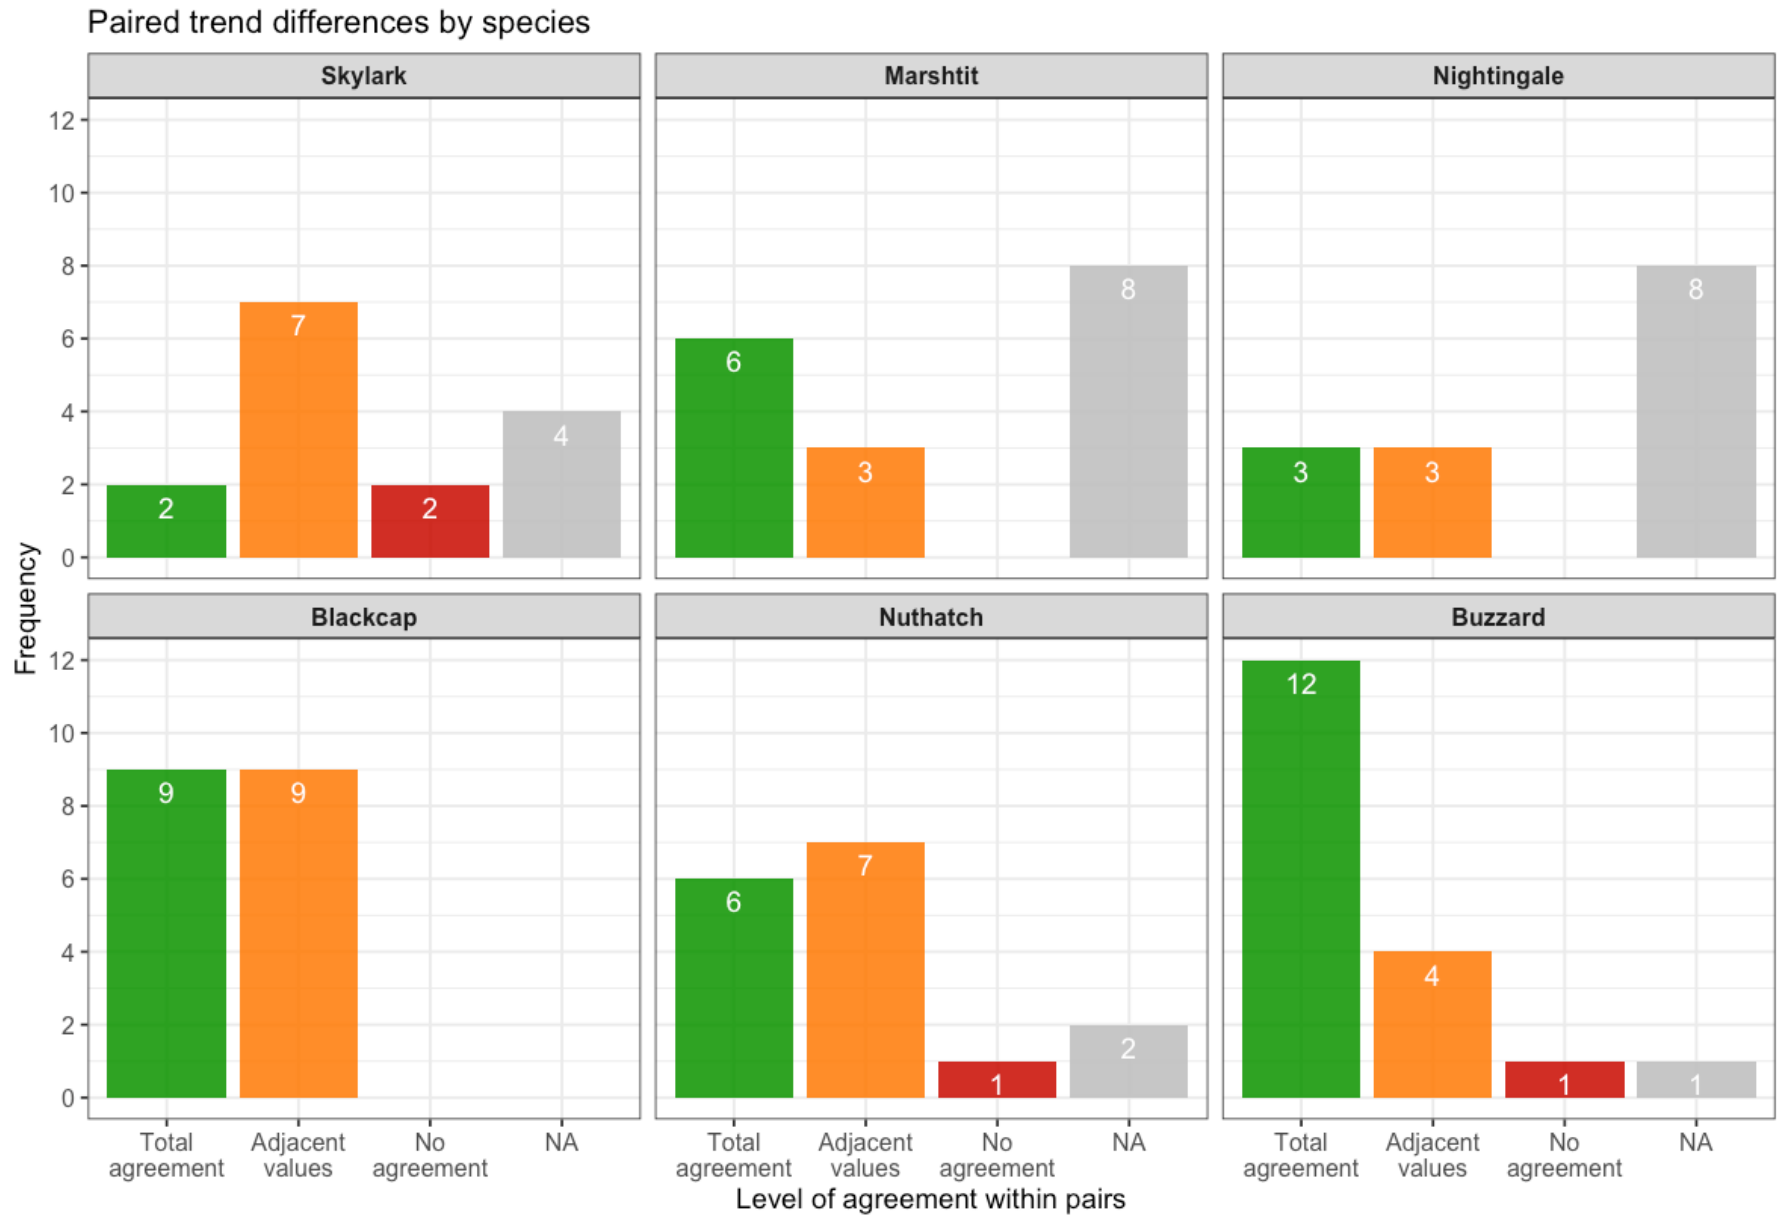 Paired trend differences by species
Skylark
Marshtit
Nightingale
12
10
8
6
4
2
0
2
7
2
4
6
3
8
3
3
8
Frequency
Blackcap
Nuthatch
Buzzard
12
10
8
6
4
2
0
9
9
6
7
1
2
12
4
1
1
Total
agreement
Adjacent
values
No
agreement
NA
Total
agreement
Adjacent
values
No
agreement
NA
Total
agreement
Adjacent
values
No
agreement
NA
Level of agreement within pairs